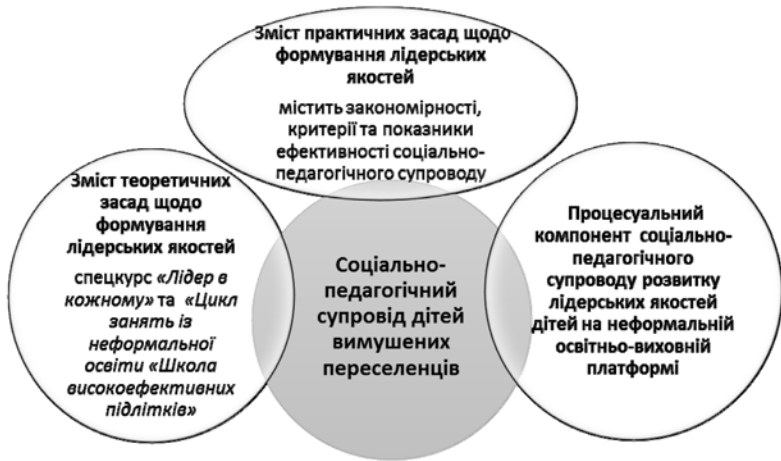 Зміст практичних засад щодо
формування лідерських
якостей
містить закономірності,
критерії та показники
ефективності соціально-
педагогічного супроводу
Зміст теоретичних
засад щодо
формування
лідерських якостей
спецкурс «Лідер в
кожному» та «Цикл
занять із
неформальної
освіти «Школа
високоефективних
підлітків»
Соціально-
педагогічний
супровід дітей
вимушених
переселенців
Процесуальний
компонент соціально-
педагогічного
супроводу розвитку
лідерських якостей
дітей на неформальній
освітньо-виховній
платформі